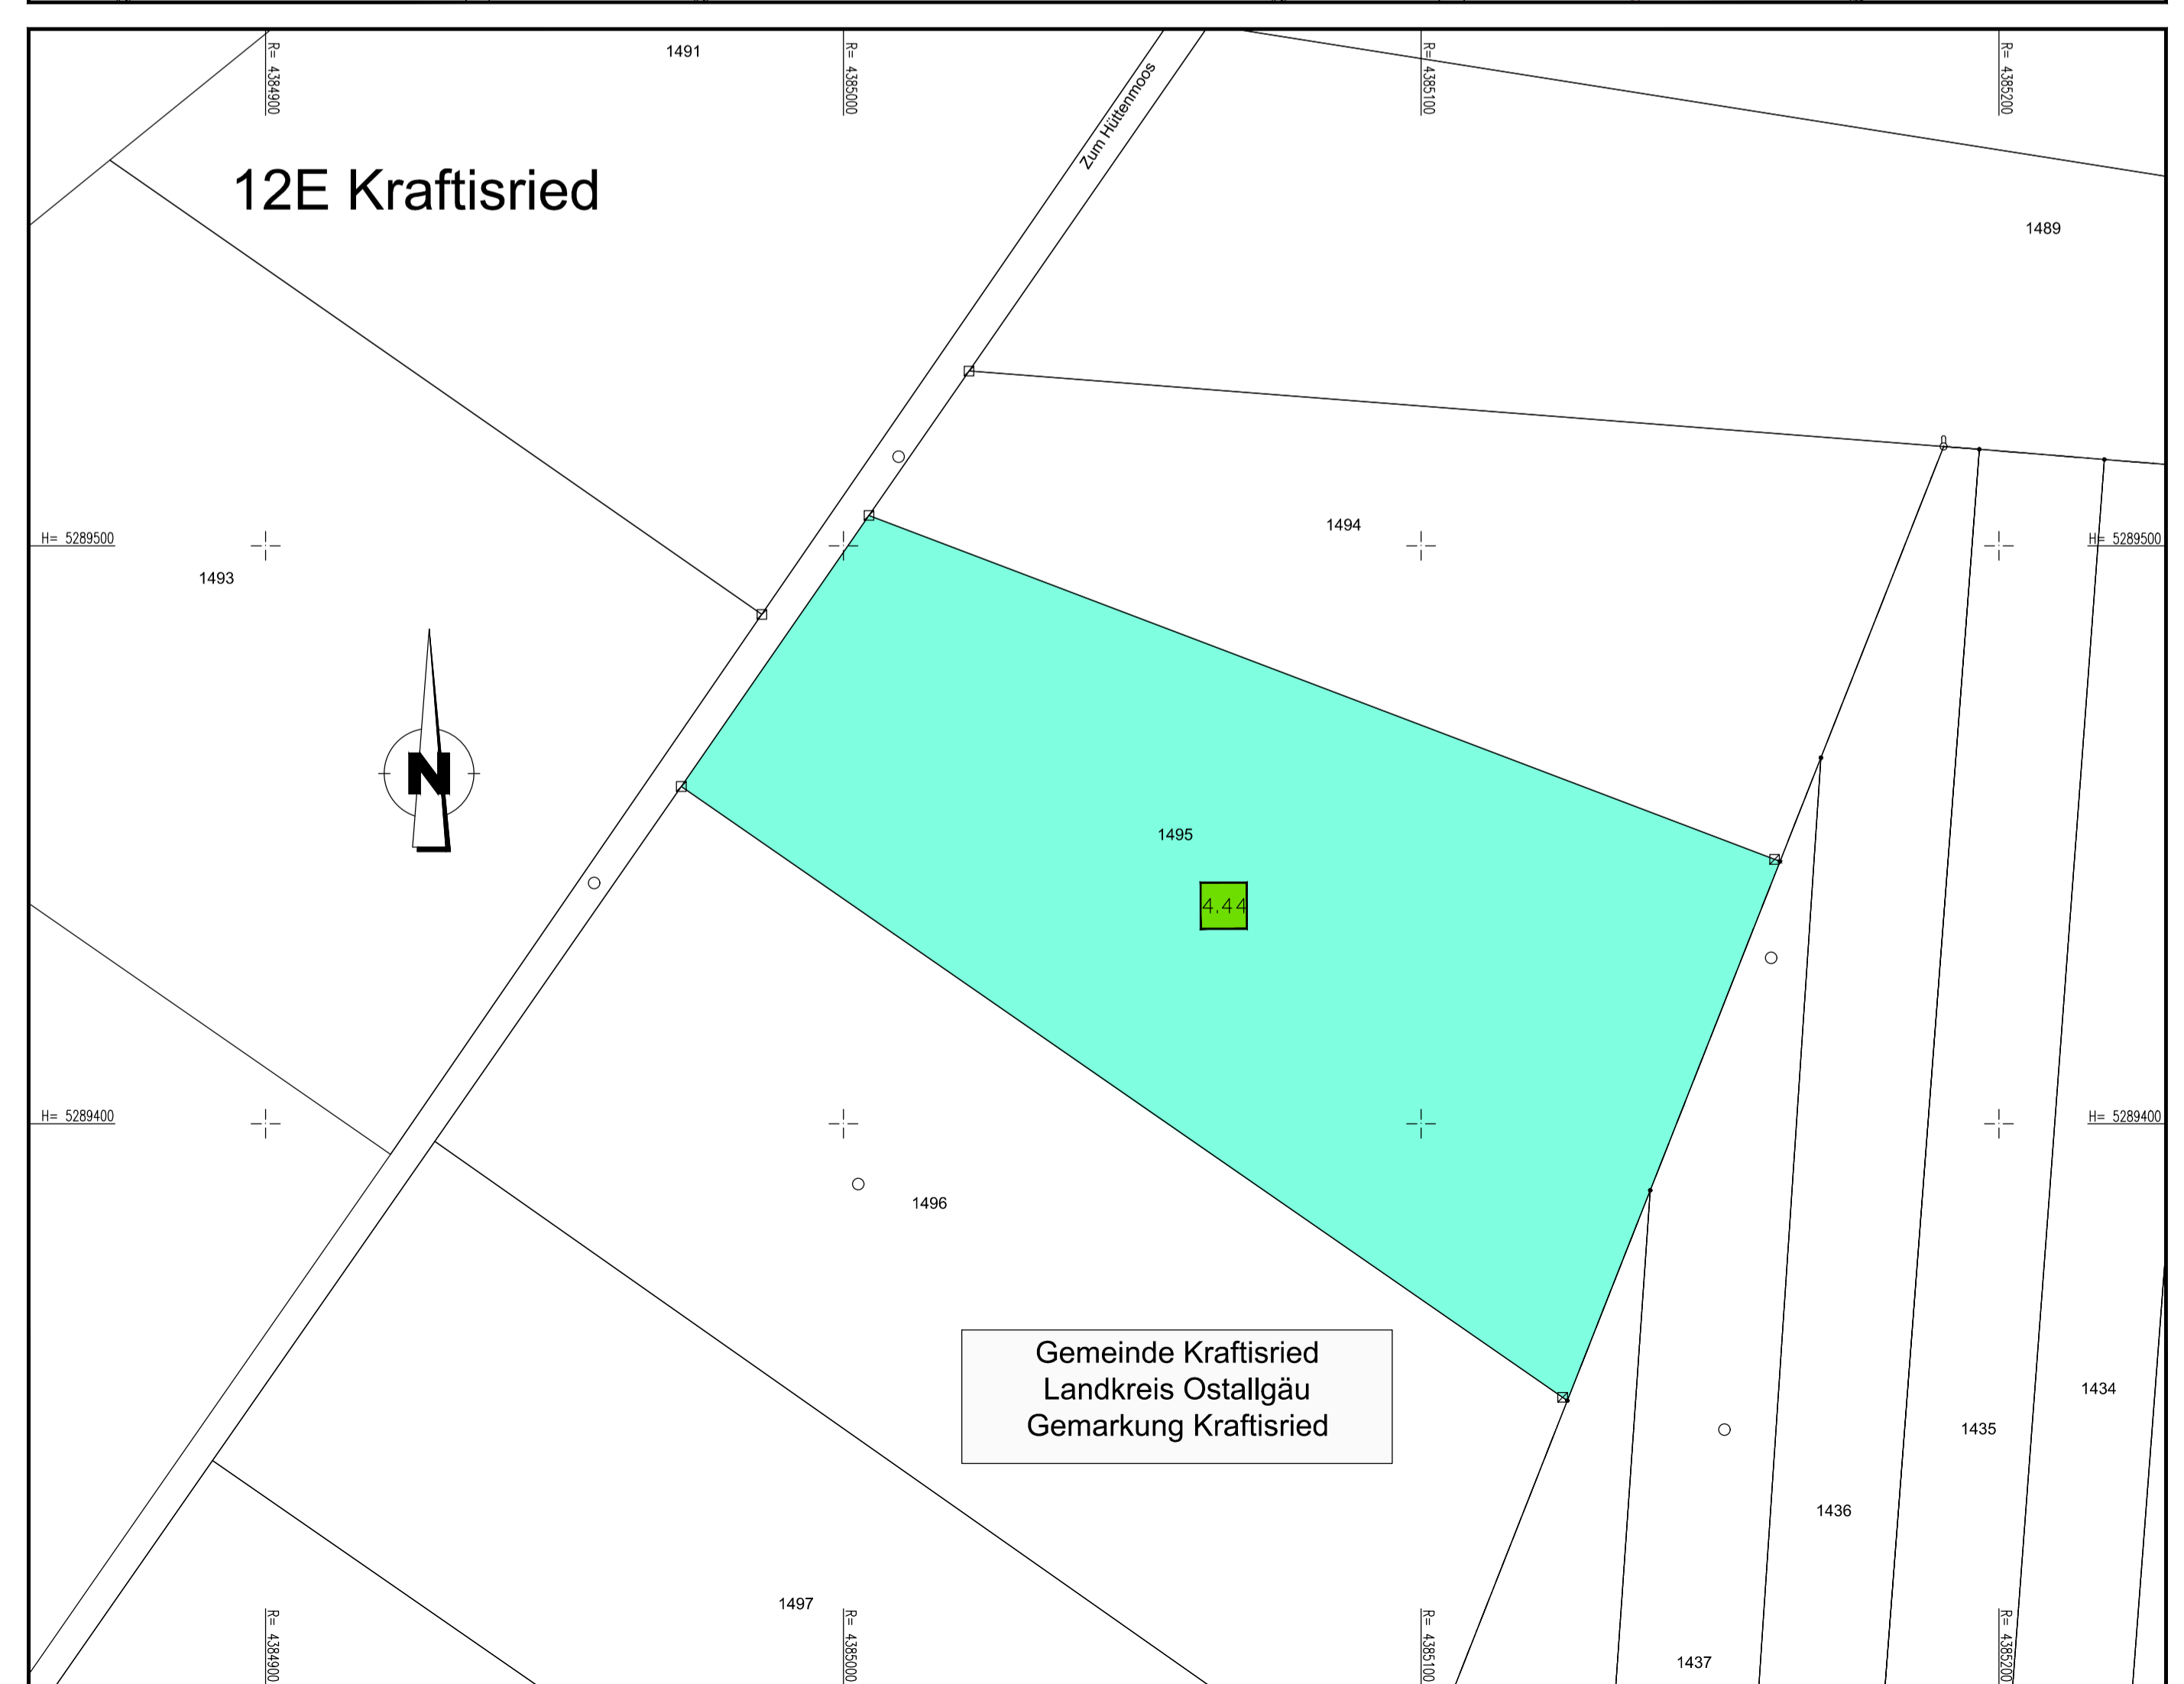 R= 4384900
1491
R= 4385000
Zum Hüttenmoos
R= 4385100
R= 4385200
12E Kraftisried
1489
1494
H= 5289500
H= 5289500
1493
N
1495
4.44
H= 5289400
H= 5289400
1496
Gemeinde Kraftisried
Landkreis Ostallgäu
Gemarkung Kraftisried
1434
1435
1436
1497
1437
R= 4384900
R= 4385000
R= 4385100
R= 4385200